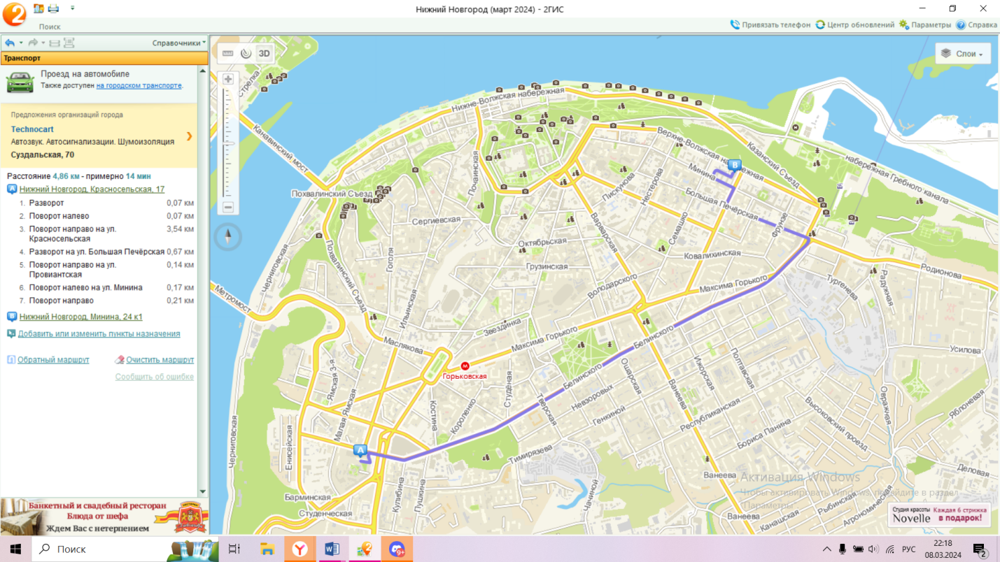 Нижний Новгород (март 2024) - 2ГИС
Поиск
Привязать телефон
Центр обновлений
Параметры
Справка
Справочники
Транспорт
Проезд на автомобиле
Также доступен на городском транспорте.
Предложения организаций города
Technocart
Автозвук. Автосигнализации. Шумоизоляция
Суздальская, 70
Расстояние 4,86 км - примерно 14 мин
A Нижний Новгород, Красносельская, 17
1. Разворот 0,07 км
2. Поворот налево 0,07 км
3. Поворот направо на ул. 3,54 км
Красносельская
4. Разворот на ул. Большая Печёрская 0,67 км
5. Поворот направо на ул. 0,14 км
Провиантская
6. Поворот налево на ул. Минина 0,17 км
7. Поворот направо 0,21 км
B Нижний Новгород, Минина, 24 к1
Добавить или изменить пункты назначения
Обратный маршрут
Очистить маршрут
Сообщить об ошибке
Банкетный и свадебный ресторан
Блюда от шефа
Ждем Вас с нетерпением
3D
Слои
Стрелка
Нижне-Волжская набережная
Канавинский мост
Верхне-Волжская набережная
Казанский Съезд
набережная Гребного канала
Почаинская
Минина
B
Пискунова
Нестерова
Большая Печёрская
Похвалинский Съезд
Сергиевская
Варварская
Семашко
Фрунзе
Октябрьская
Ковалихинская
Гоголя
Грузинская
Родионова
Черниговская
Похвалинский Съезд
Володарского
Максима Горького
Тургенева
Радужная
Метромост
Ильинская
Звездинка
Максима Горького
Белинского
Маслякова
Усилова
М
Горьковская
Белинского
Ошарская
Ижорская
Полтавская
Ямская 3-я
Студёная
Тверская
Невзоровых
Ванеева
Овражная
Яблоневая
Малая Ямская
Костина
Короленко
Генкиной
Республиканская
Высоковский проезд
Бориса Панина
Черниговская
Енисейская
A
Тимирязева
Деловая
Ванеева
Барминская
Студенческая
Кулибина
Пушкина
Чачиной
Рыбинская
Ванеева
Канашская
Агрономическая
Активация Windows
Чтобы активировать Windows, перейдите в раздел
"Параметры".
Студия красоты
Novelle
Каждая 6 стрижка
в подарок!
Поиск
9+
РУС
22:18
08.03.2024
2